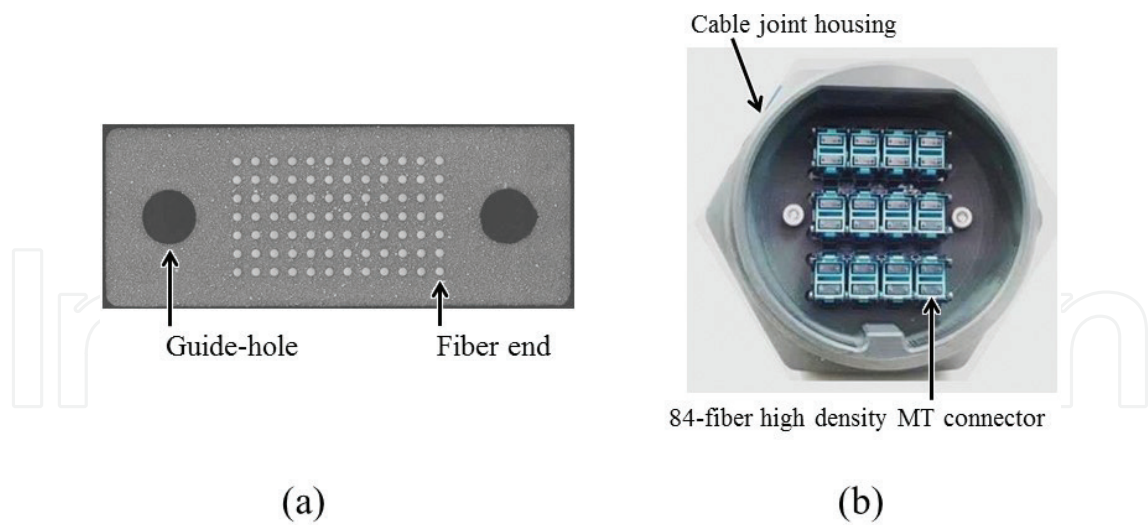 Cable joint housing
Guide-hole
Fiber end
84-fiber high density MT connector
(a)
(b)